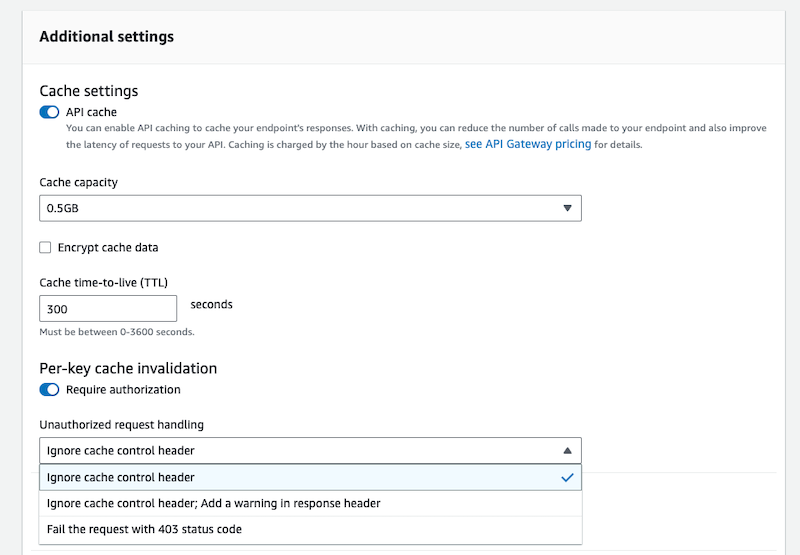 Additional settings
Cache settings
API cache
You can enable API caching to cache your endpoint's responses. With caching, you can reduce the number of calls made to your endpoint and also improve
the latency of requests to your API. Caching is charged by the hour based on cache size, see API Gateway pricing for details.
Cache capacity
0.5GB
Encrypt cache data
Cache time-to-live (TTL)
300 seconds
Must be between 0-3600 seconds.
Per-key cache invalidation
Require authorization
Unauthorized request handling
Ignore cache control header
Ignore cache control header
Ignore cache control header; Add a warning in response header
Fail the request with 403 status code